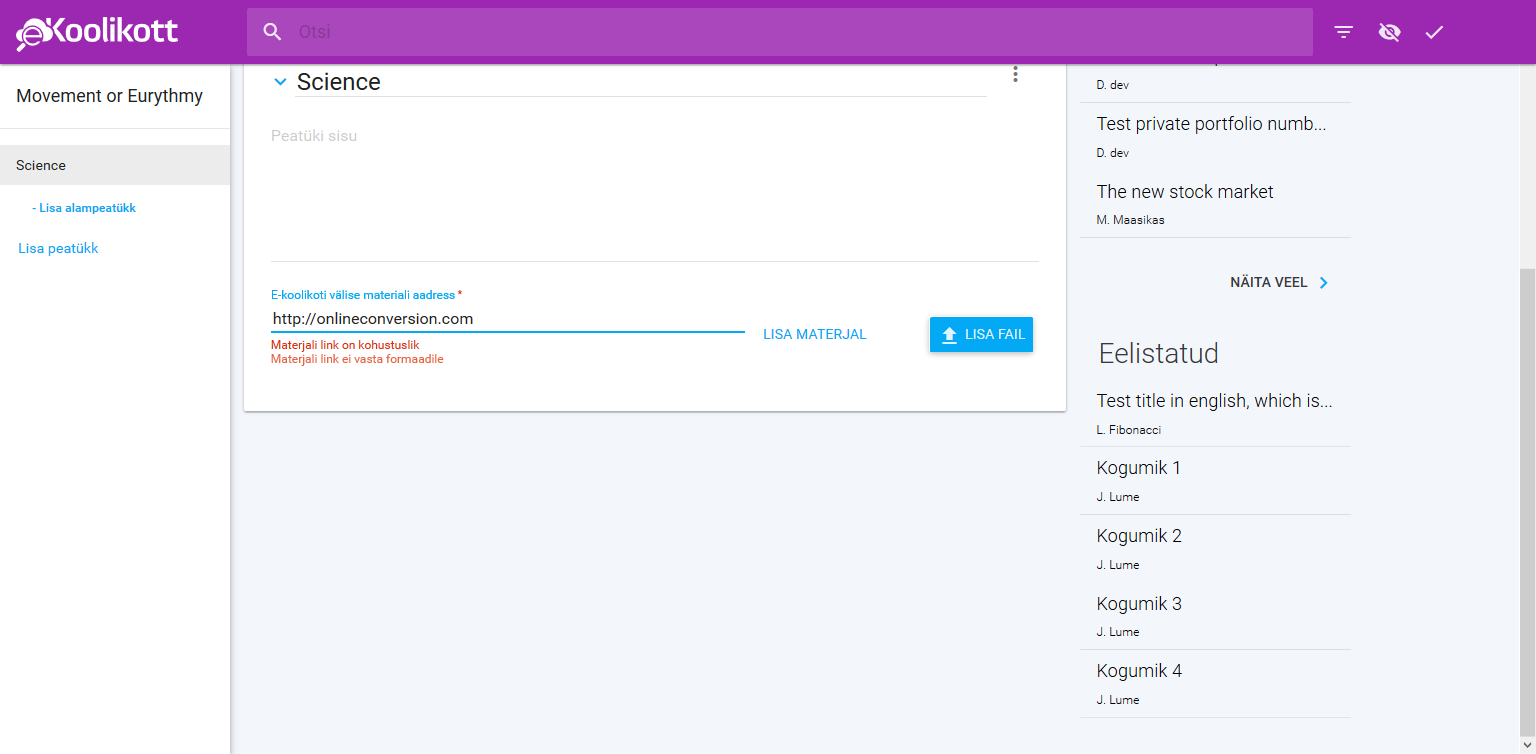 eKoolikott
Otsi
Movement or Eurythmy
Science
- Lisa alampeatükk
Lisa peatükk
Science
Peatüki sisu
E-koolikoti välise materiali aadress *
http://onlineconversion.com
Materjali link on kohustuslik
Materjali link ei vasta formaadile
LISA MATERJAL
LISA FAIL
D. dev
Test private portfolio numb...
D. dev
The new stock market
M. Maasikas
NÄITA VEEL
Eelistatud
Test title in english, which is...
L. Fibonacci
Kogumik 1
J. Lume
Kogumik 2
J. Lume
Kogumik 3
J. Lume
Kogumik 4
J. Lume